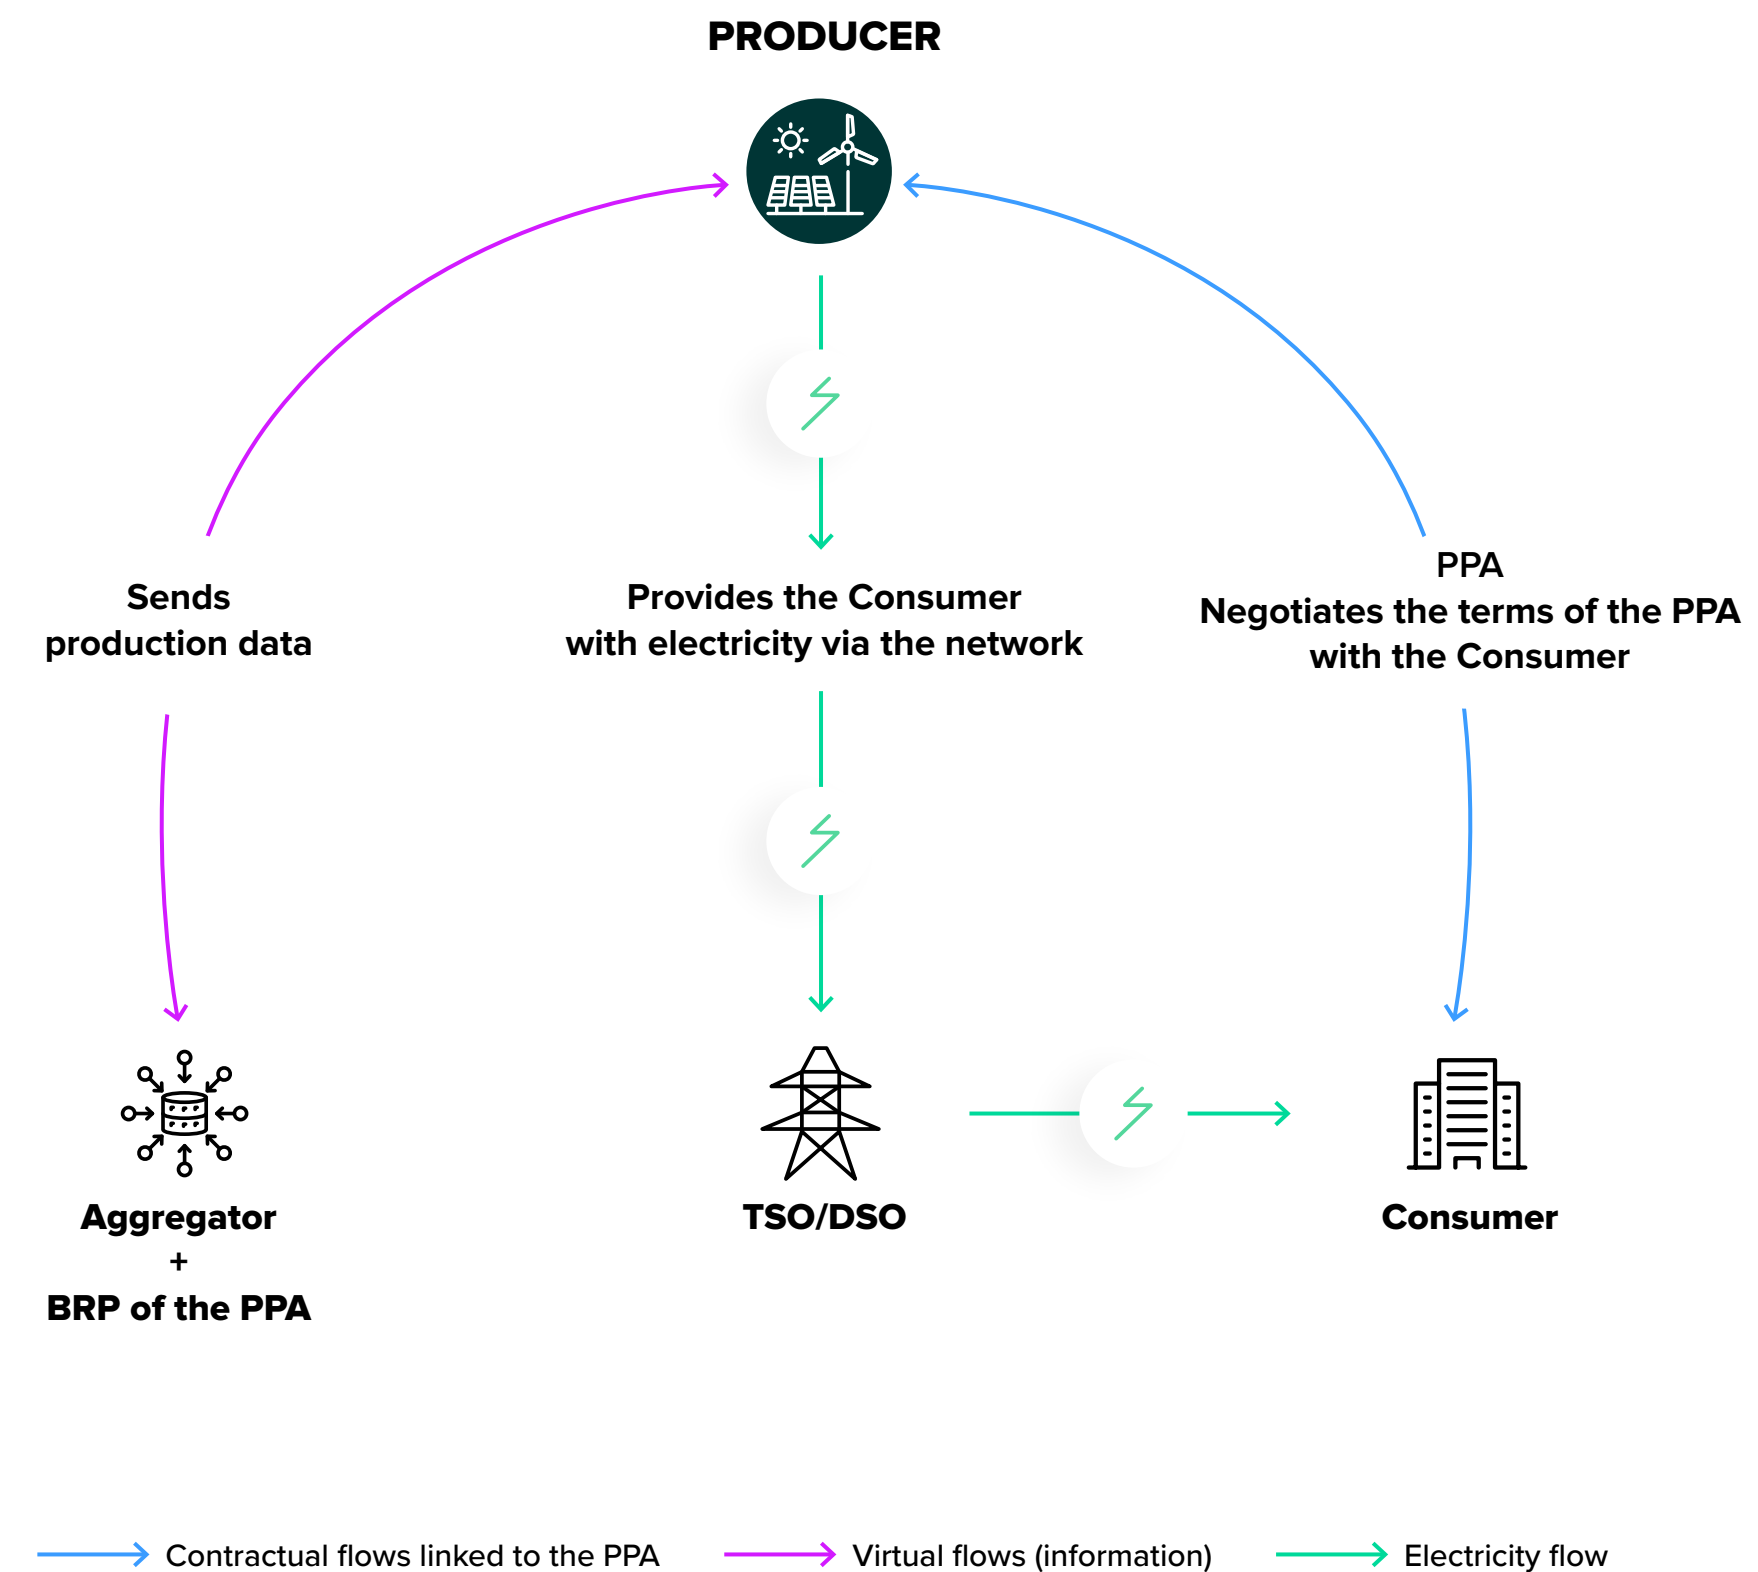 PRODUCER
Sends
production data
Provides the Consumer
with electricity via the network
PPA
Negotiates the terms of the PPA
with the Consumer
Aggregator
+
BRP of the PPA
TSO/DSO
Consumer
Contractual flows linked to the PPA
Virtual flows (information)
Electricity flow